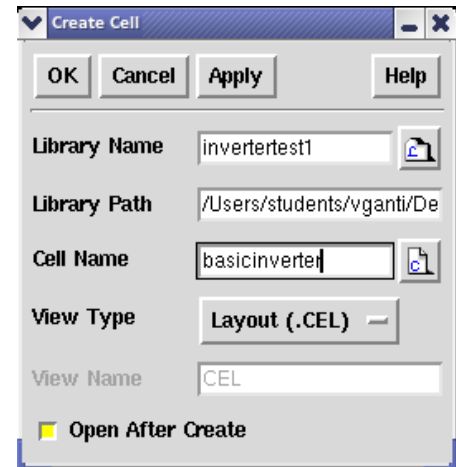 Create Cell
OK Cancel Apply Help
Library Name invertertest1
Library Path /Users/students/vganti/De
Cell Name basicinverter
View Type Layout (.CEL)
View Name CEL
Open After Create